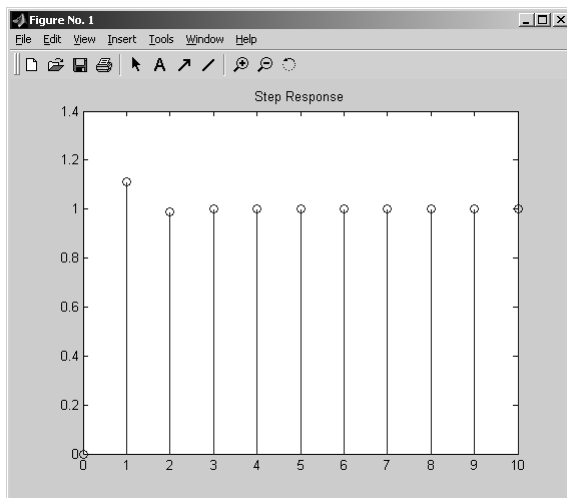 Figure No. 1
File Edit View Insert Tools Window Help
A
Step Response
1.4
1.2
1
0.8
0.6
0.4
0.2
0
0 1 2 3 4 5 6 7 8 9 10